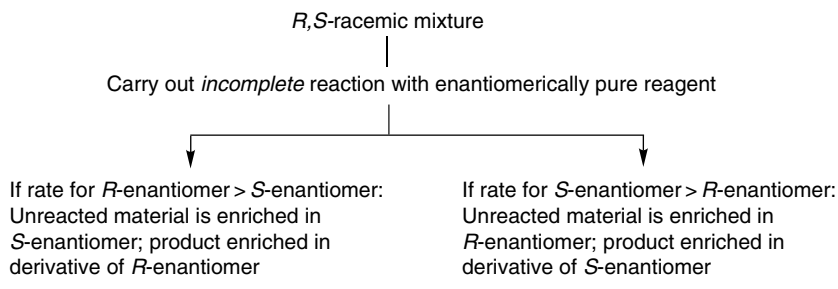 R,S-racemic mixture
Carry out incomplete reaction with enantiomerically pure reagent
If rate for R-enantiomer > S-enantiomer:
Unreacted material is enriched in
S-enantiomer; product enriched in
derivative of R-enantiomer
If rate for S-enantiomer > R-enantiomer:
Unreacted material is enriched in
R-enantiomer; product enriched in
derivative of S-enantiomer